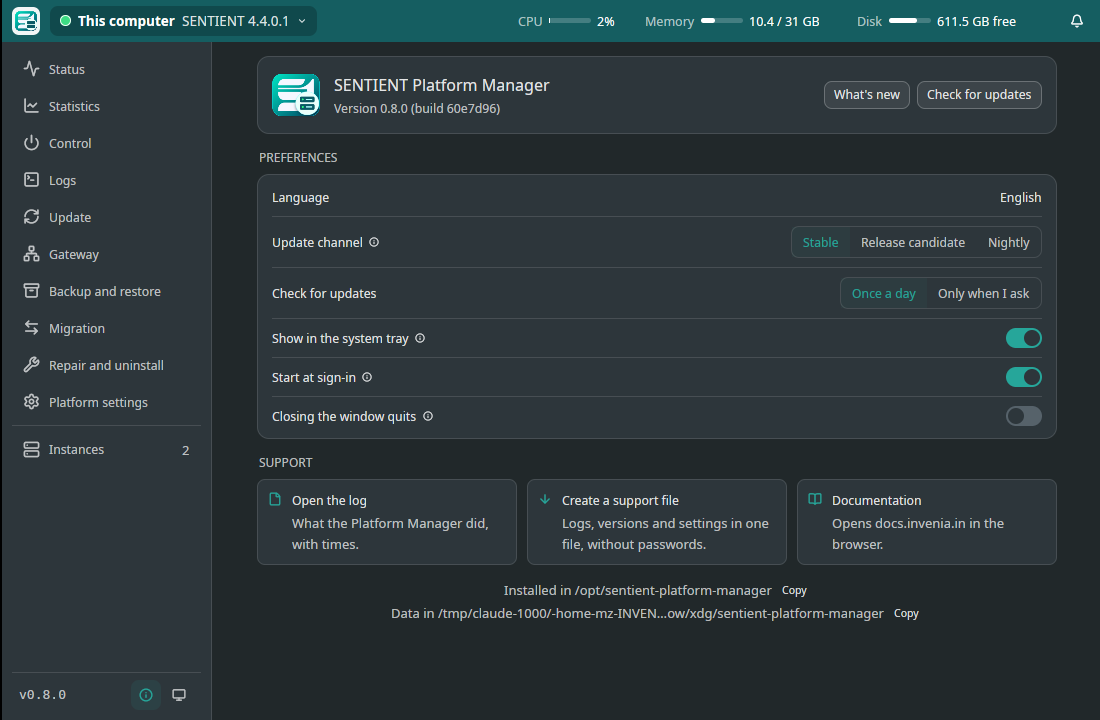 This computer SENTIENT 4.4.0.1 CPU 2% Memory 10.4 / 31 GB Disk 611.5 GB free
Status
Statistics
Control
Logs
Update
Gateway
Backup and restore
Migration
Repair and uninstall
Platform settings
Instances 2
v0.8.0
SENTIENT Platform Manager
Version 0.8.0 (build 60e7d96)
What's new Check for updates
PREFERENCES
Language English
Update channel Stable Release candidate Nightly
Check for updates Once a day Only when I ask
Show in the system tray
Start at sign-in
Closing the window quits
SUPPORT
Open the log
What the Platform Manager did,
with times.
Create a support file
Logs, versions and settings in one
file, without passwords.
Documentation
Opens docs.invenia.in in the
browser.
Installed in /opt/sentient-platform-manager Copy
Data in /tmp/claude-1000/-home-mz-INVEN...ow/xdg/sentient-platform-manager Copy